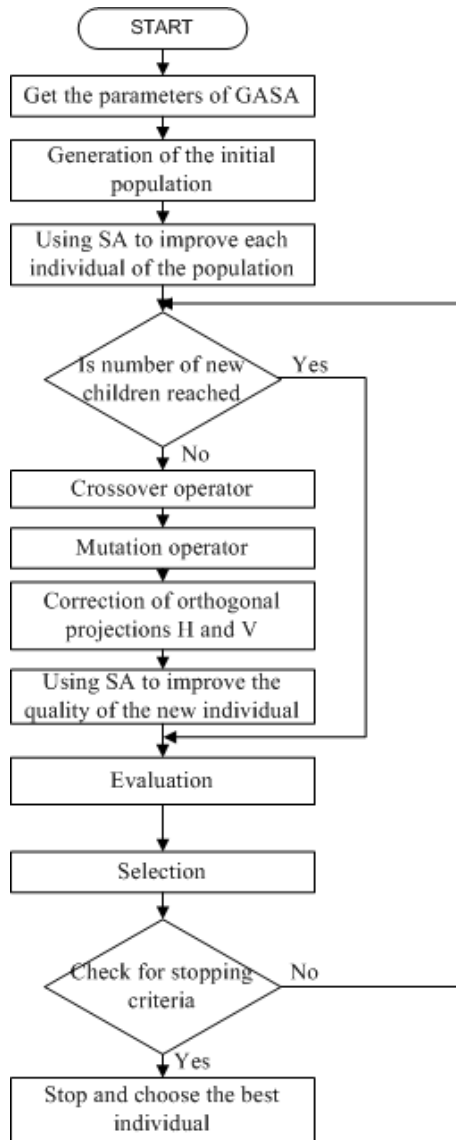 START
Get the parameters of GASA
Generation of the initial
population
Using SA to improve each
individual of the population
Is number of new
children reached
Yes
No
Crossover operator
Mutation operator
Correction of orthogonal
projections H and V
Using SA to improve the
quality of the new individual
Evaluation
Selection
Check for stopping
criteria
No
Yes
Stop and choose the best
individual